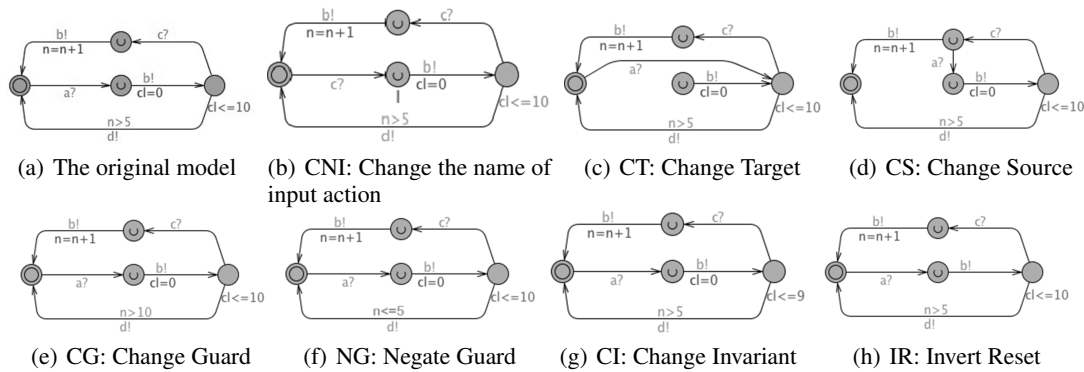 b!
c?
n=n+1
b!
a?
cl=0
cl<=10
n>5
d!
(a) The original model
b!
c?
n=n+1
b!
c?
cl=0
cl<=10
n>5
d!
(b) CNI: Change the name of
input action
b!
c?
n=n+1
a?
b!
cl=0
cl<=10
n>5
d!
(c) CT: Change Target
b!
c?
n=n+1
a?
b!
cl=0
cl<=10
n>5
d!
(d) CS: Change Source
b!
c?
n=n+1
b!
a?
cl=0
cl<=10
n>10
d!
(e) CG: Change Guard
b!
c?
n=n+1
b!
a?
cl=0
cl<=10
n<=5
d!
(f) NG: Negate Guard
b!
c?
n=n+1
b!
a?
cl=0
cl<=9
n>5
d!
(g) CI: Change Invariant
b!
c?
n=n+1
b!
a?
cl<=10
n>5
d!
(h) IR: Invert Reset